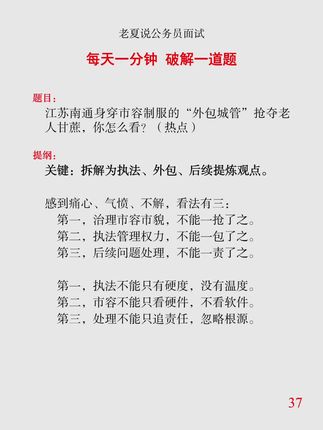 老夏说公务员面试
每天一分钟 破解一道题
题目：
江苏南通身穿市容制服的“外包城管”抢夺老
人甘蔗，你怎么看？（热点）
提纲：
关键：拆解为执法、外包、后续提炼观点。
感到痛心、气愤、不解，看法有三：
第一，治理市容市貌，不能一抢了之。
第二，执法管理权力，不能一包了之。
第三，后续问题处理，不能一责了之。
第一，执法不能只有硬度，没有温度。
第二，市容不能只看硬件，不看软件。
第三，处理不能只追责任，忽略根源。
37